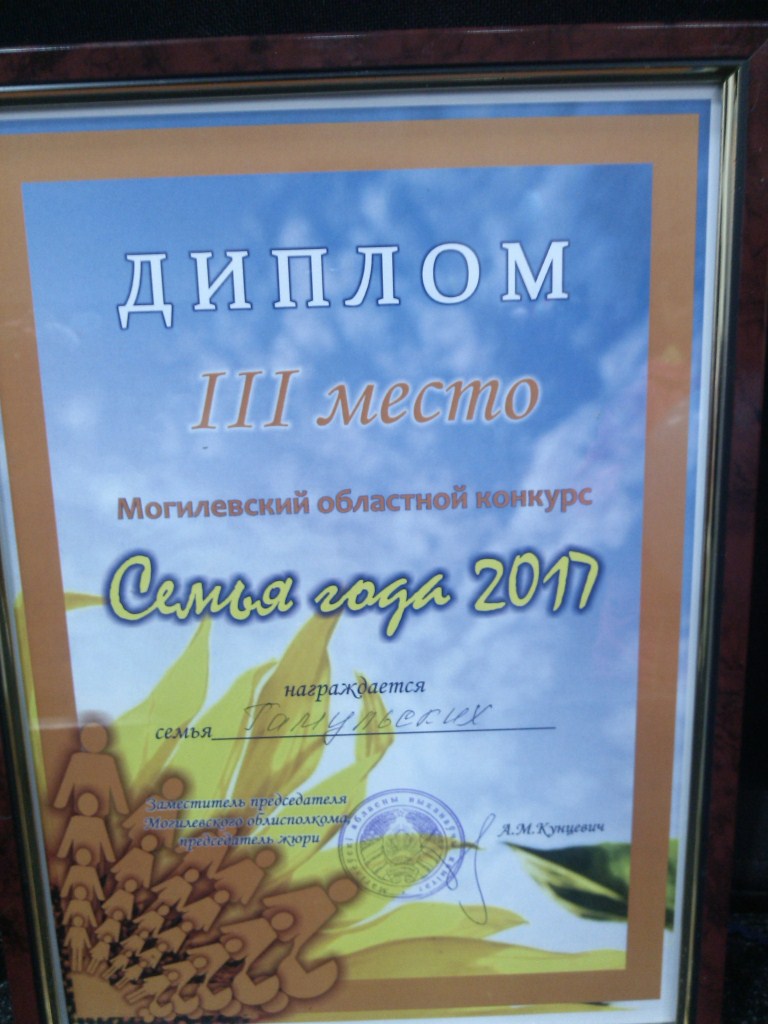 ДИПЛОМ
III место
Могилевский областной конкурс
Семья года 2017
награждается
семья Гамульских
Заместитель председателя
Могилевского облисполкома,
председатель жюри
А.М.Кунцевич